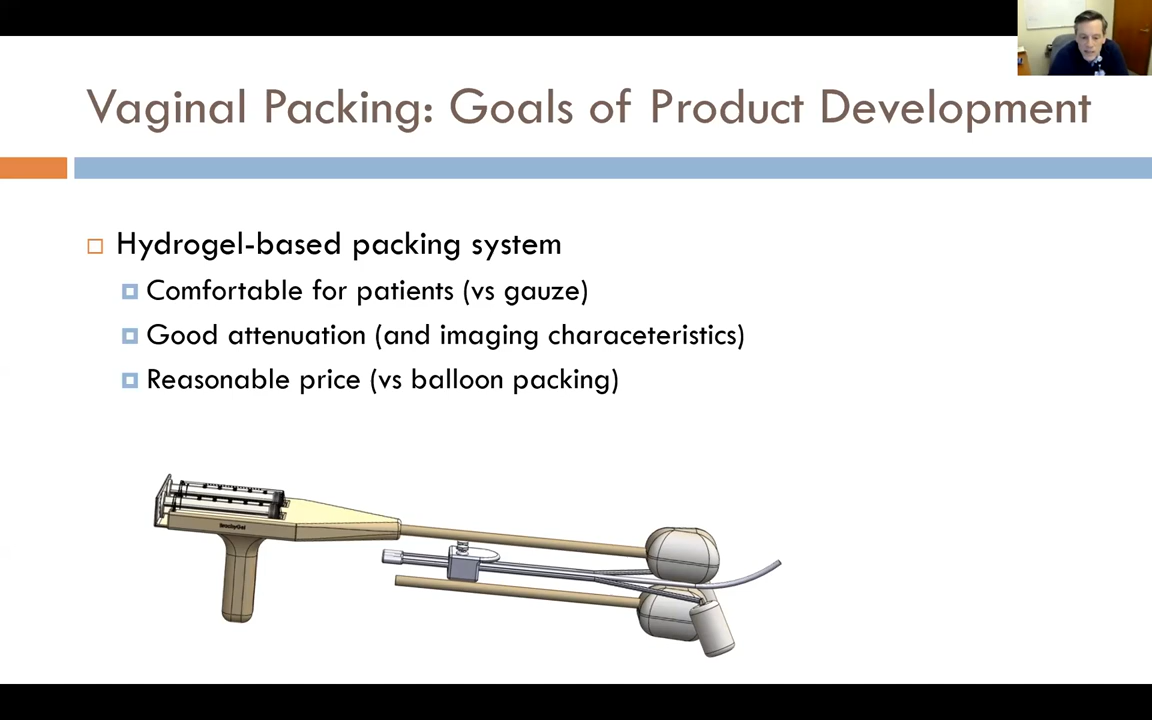 Vaginal Packing: Goals of Product Development
Hydrogel-based packing system
Comfortable for patients (vs gauze)
Good attenuation (and imaging characeteristics)
Reasonable price (vs balloon packing)